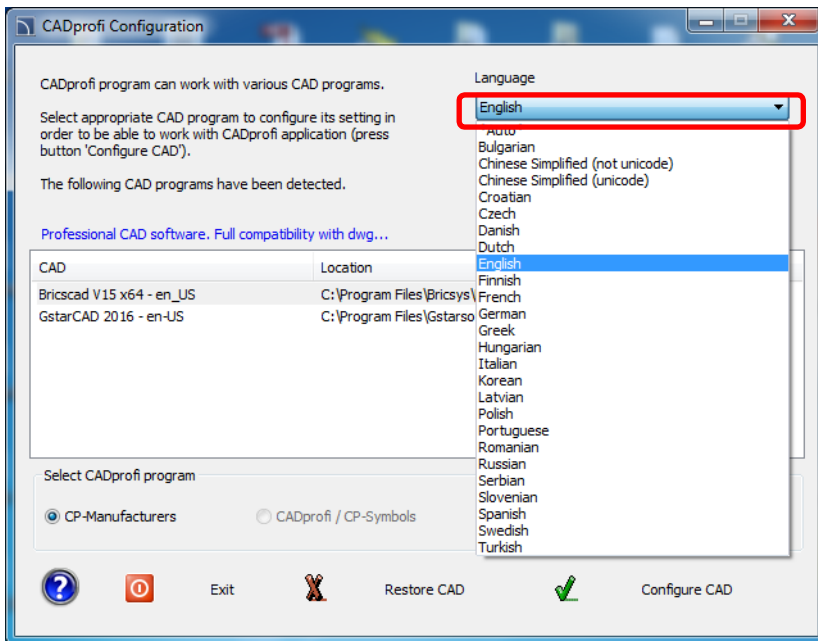 CADprofi Configuration
CADprofi program can work with various CAD programs.
Select appropriate CAD program to configure its setting in
order to be able to work with CADprofi application (press
button 'Configure CAD').
The following CAD programs have been detected.
Professional CAD software. Full compatibility with dwg...
Language
English
"Auto"
Bulgarian
Chinese Simplified (not unicode)
Chinese Simplified (unicode)
Croatian
Czech
Danish
Dutch
English
Finnish
French
German
Greek
Hungarian
Italian
Korean
Latvian
Polish
Portuguese
Romanian
Russian
Serbian
Slovenian
Spanish
Swedish
Turkish
CAD Location
Bricscad V15 x64 - en_US C:\Program Files\Bricsys\
GstarCAD 2016 - en-US C:\Program Files\Gstarso
Select CADprofi program
CP-Manufacturers CADprofi / CP-Symbols
Exit Restore CAD Configure CAD